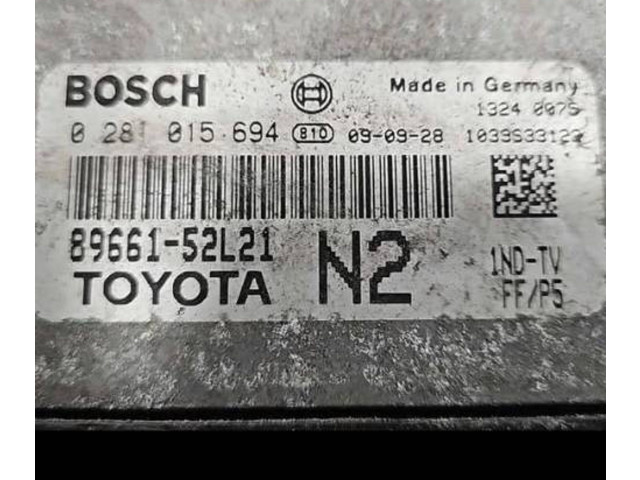 BOSCH Made in Germany
1324 0075
0 281 015 694 810 09-09-28 1039S33123
89661-52L21 N2 1ND-TV
TOYOTA FF/P5